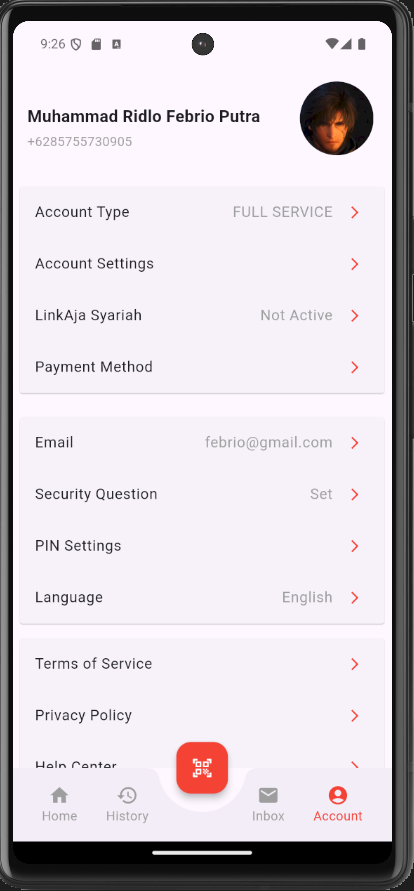 9:26
Muhammad Ridlo Febrio Putra
+6285755730905
Account Type FULL SERVICE
Account Settings
LinkAja Syariah Not Active
Payment Method
Email febrio@gmail.com
Security Question Set
PIN Settings
Language English
Terms of Service
Privacy Policy
Help Center
Home History Inbox Account